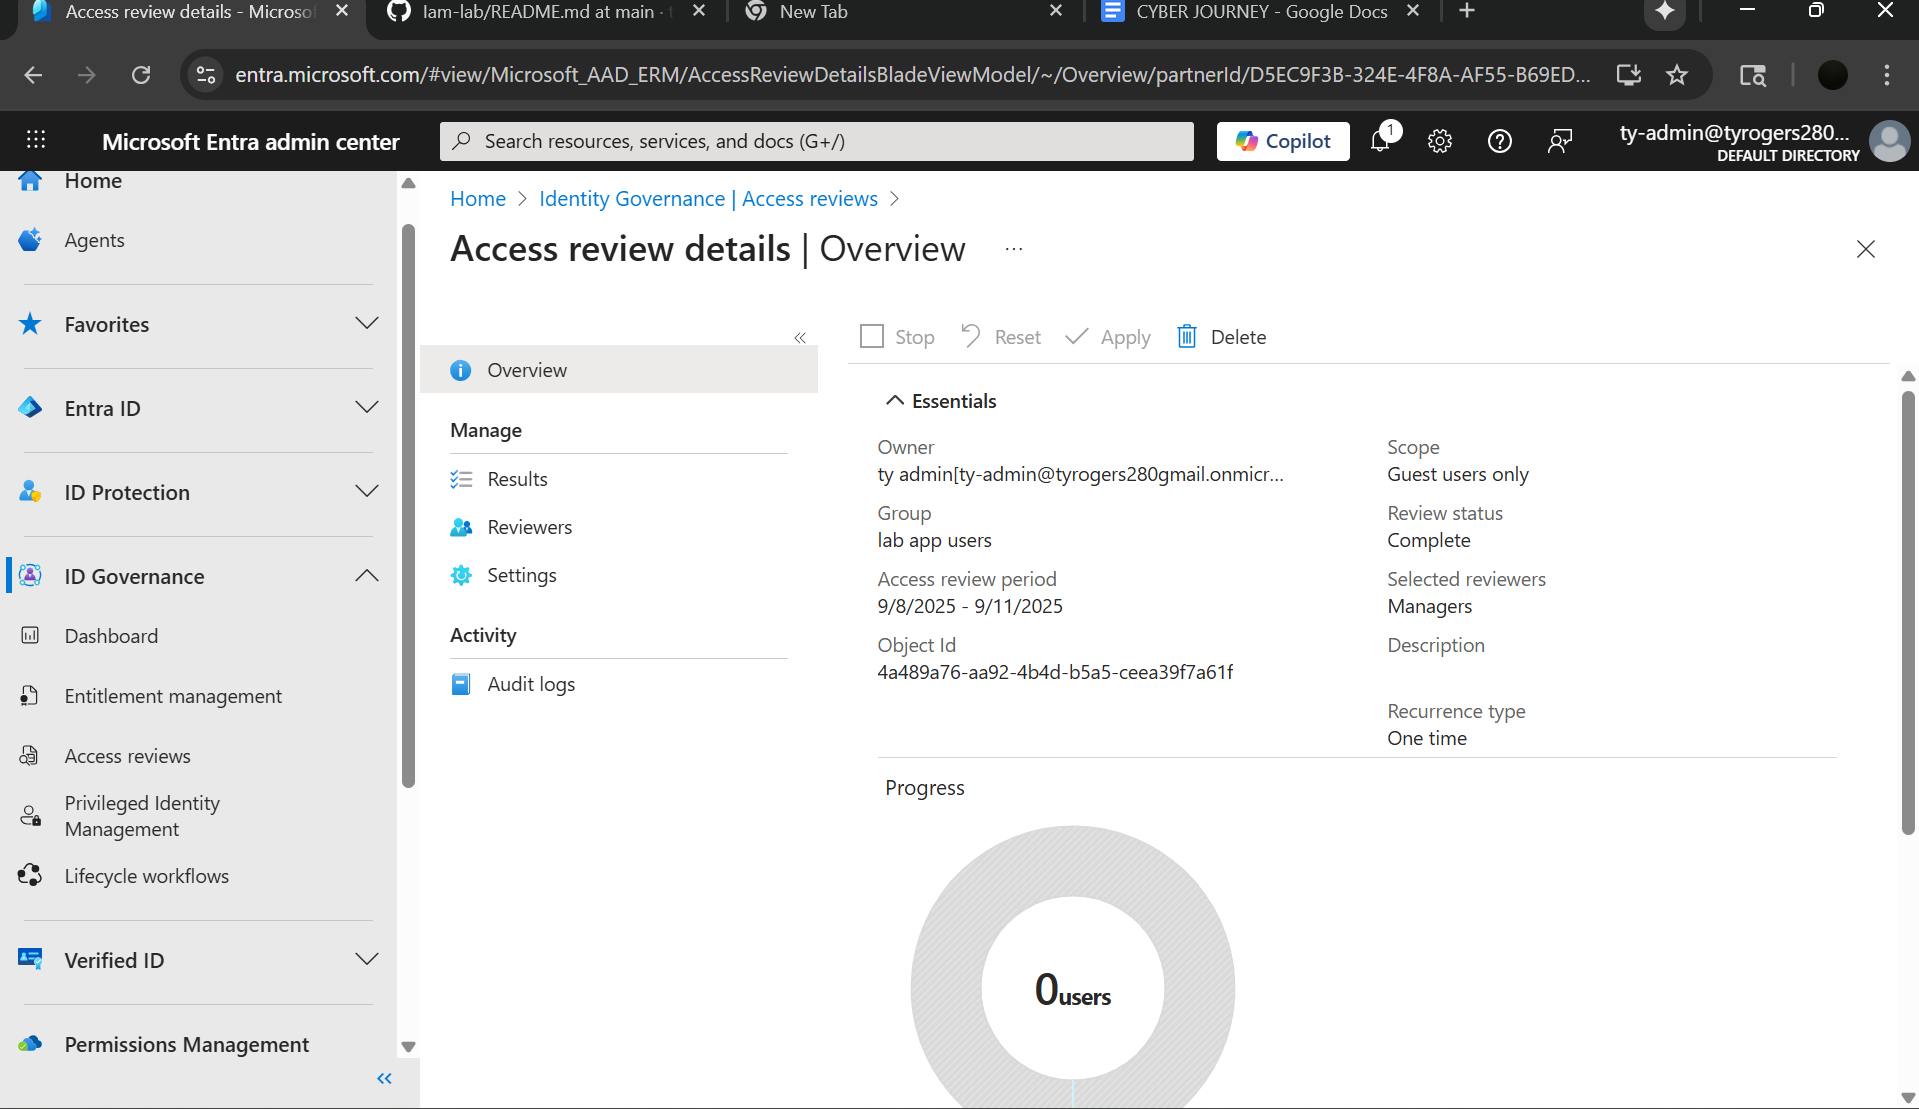 Access review details - Microsof
Iam-lab/README.md at main ·
New Tab
CYBER JOURNEY - Google Docs
entra.microsoft.com/#view/Microsoft_AAD_ERM/AccessReviewDetailsBladeViewModel/~/Overview/partnerId/D5EC9F3B-324E-4F8A-AF55-B69ED...
Microsoft Entra admin center
Search resources, services, and docs (G+/)
Copilot
1
ty-admin@tyrogers280...
DEFAULT DIRECTORY
Home
Agents
Favorites
Entra ID
ID Protection
ID Governance
Dashboard
Entitlement management
Access reviews
Privileged Identity
Management
Lifecycle workflows
Verified ID
Permissions Management
Home > Identity Governance | Access reviews >
Access review details | Overview ...
Overview
Manage
Results
Reviewers
Settings
Activity
Audit logs
Stop
Reset
Apply
Delete
Essentials
Owner
ty admin[ty-admin@tyrogers280gmail.onmicr...
Group
lab app users
Access review period
9/8/2025 - 9/11/2025
Object Id
4a489a76-aa92-4b4d-b5a5-ceea39f7a61f
Scope
Guest users only
Review status
Complete
Selected reviewers
Managers
Description
Recurrence type
One time
Progress
0users